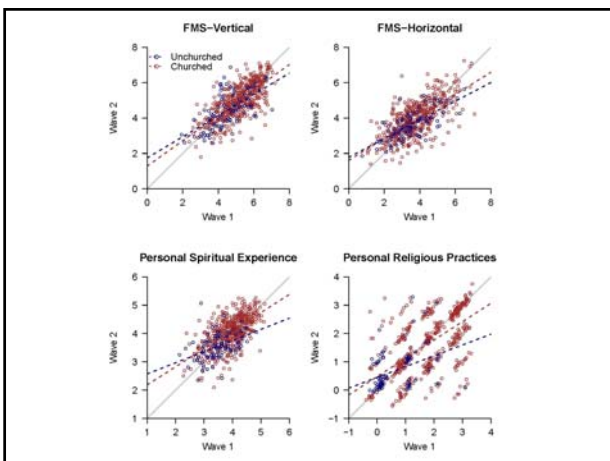 FMS-Vertical
Unchurched
Churched
Wave 2
8
6
4
2
0
0 2 4 6 8
Wave 1
FMS-Horizontal
Wave 2
8
6
4
2
0
0 2 4 6 8
Wave 1
Personal Spiritual Experience
Wave 2
6
5
4
3
2
1
1 2 3 4 5 6
Wave 1
Personal Religious Practices
Wave 2
4
3
2
1
0
-1
-1 0 1 2 3 4
Wave 1